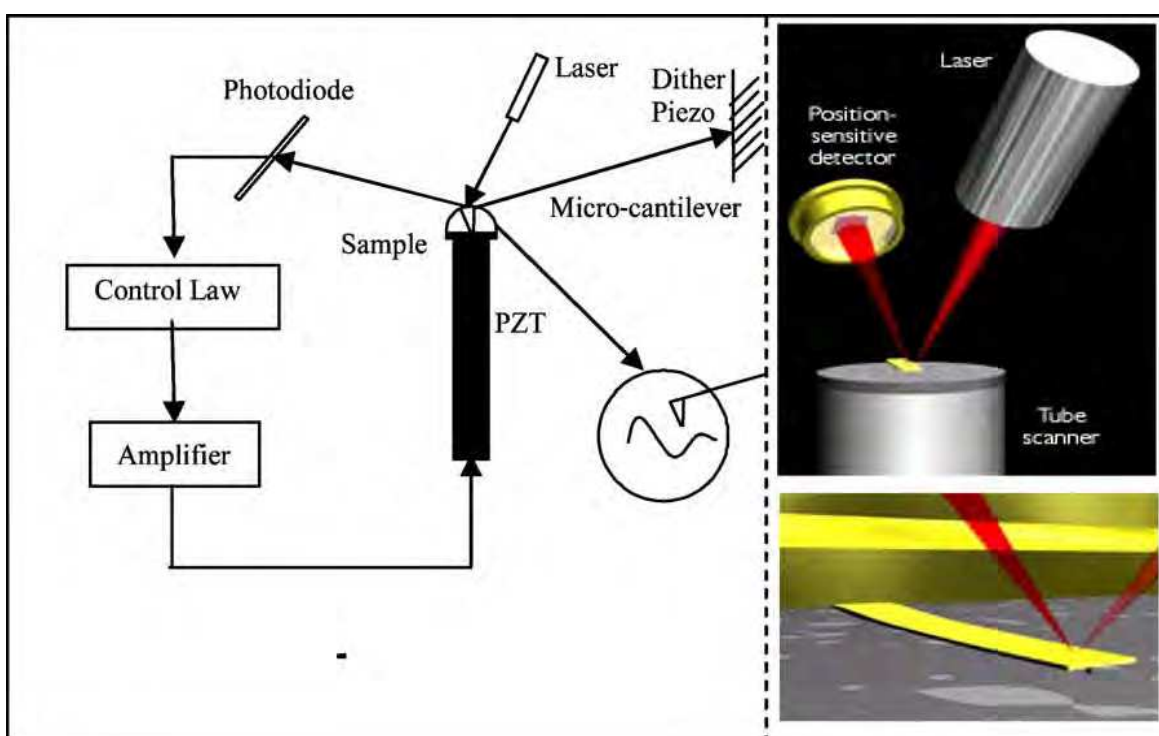 Laser
Photodiode
Dither
Piezo
Micro-cantilever
Sample
Control Law
PZT
Amplifier
Laser
Position-
sensitive
detector
Tube
scanner